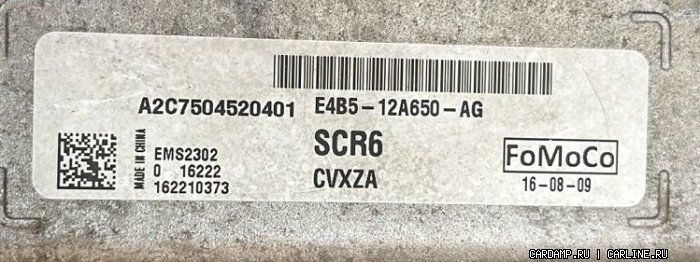 A2C7504520401 E4B5-12A650-AG
MADE IN CHINA
EMS2302
0 16222
162210373
SCR6
CVXZA
FoMoCo
16-08-09
CARDAMP.RU | CARLINE.RU